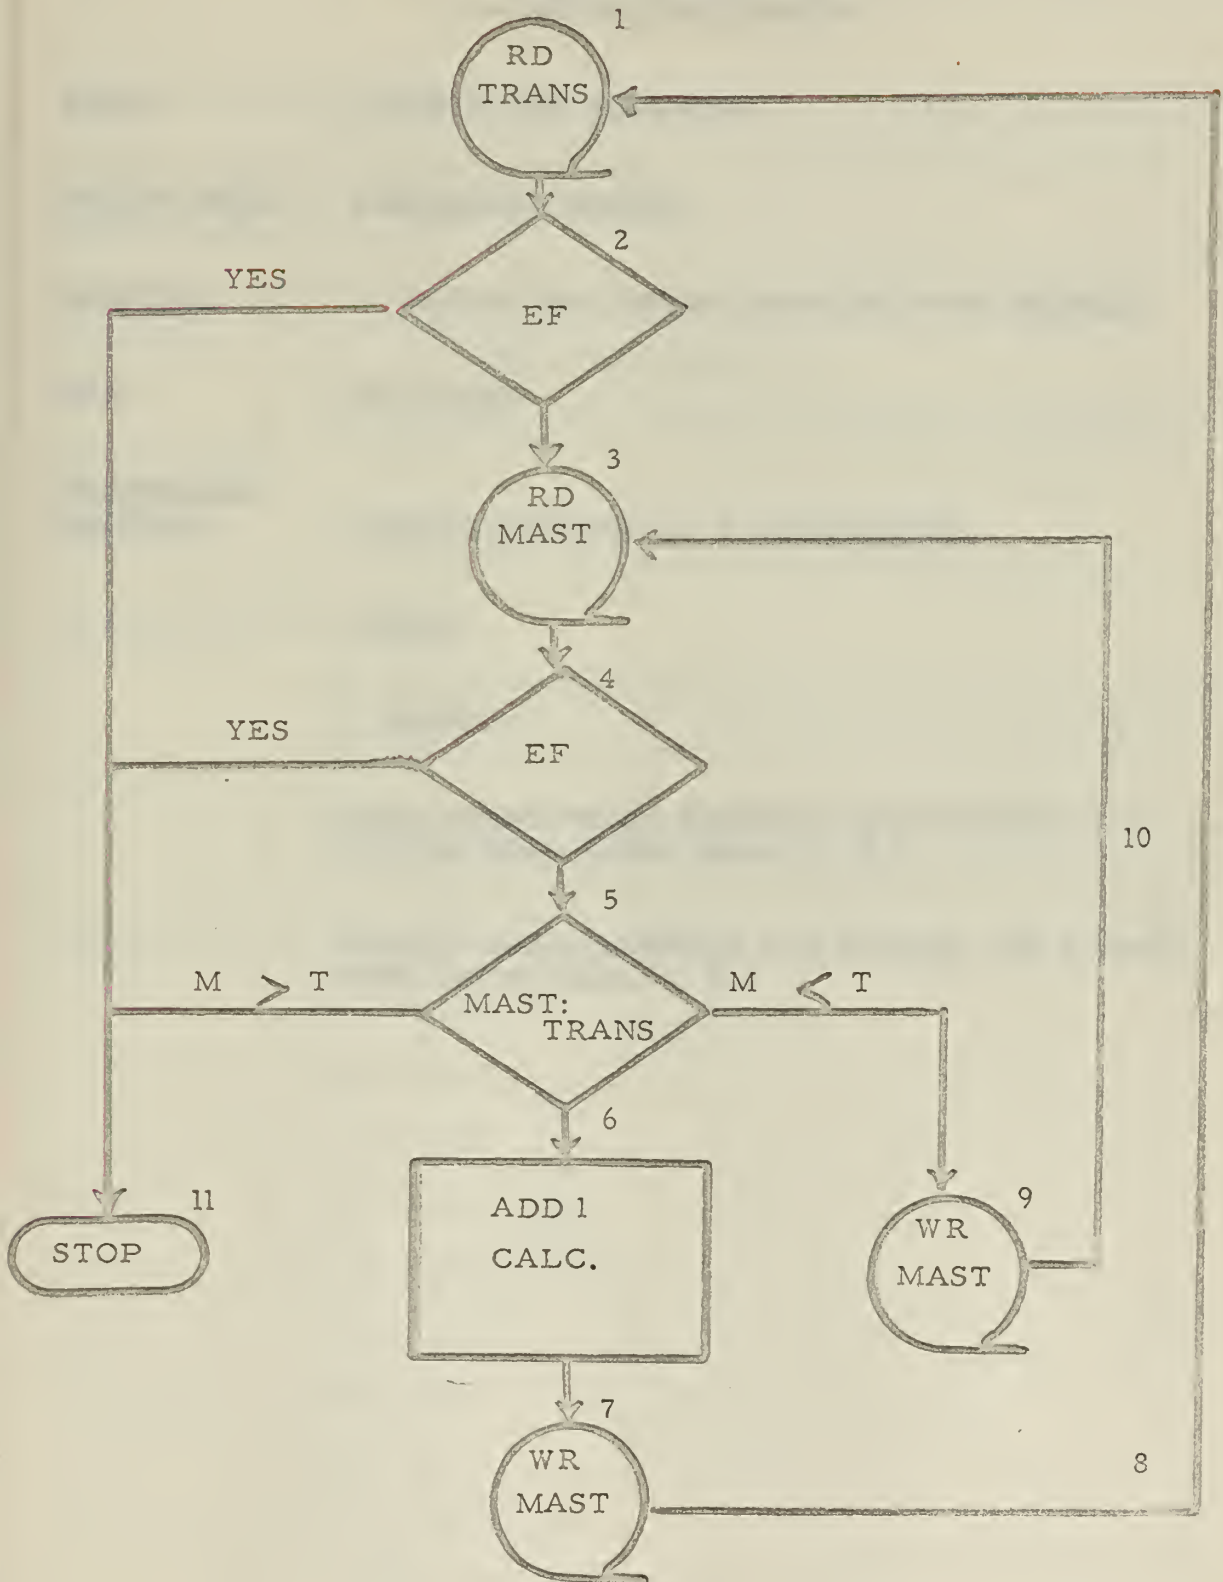 1
RD
TRANS
2
YES
EF
3
RD
MAST
4
YES
EF
10
5
M > T
M < T
MAST:
TRANS
6
11
STOP
ADD 1
CALC.
9
WR
MAST
7
WR
MAST
8